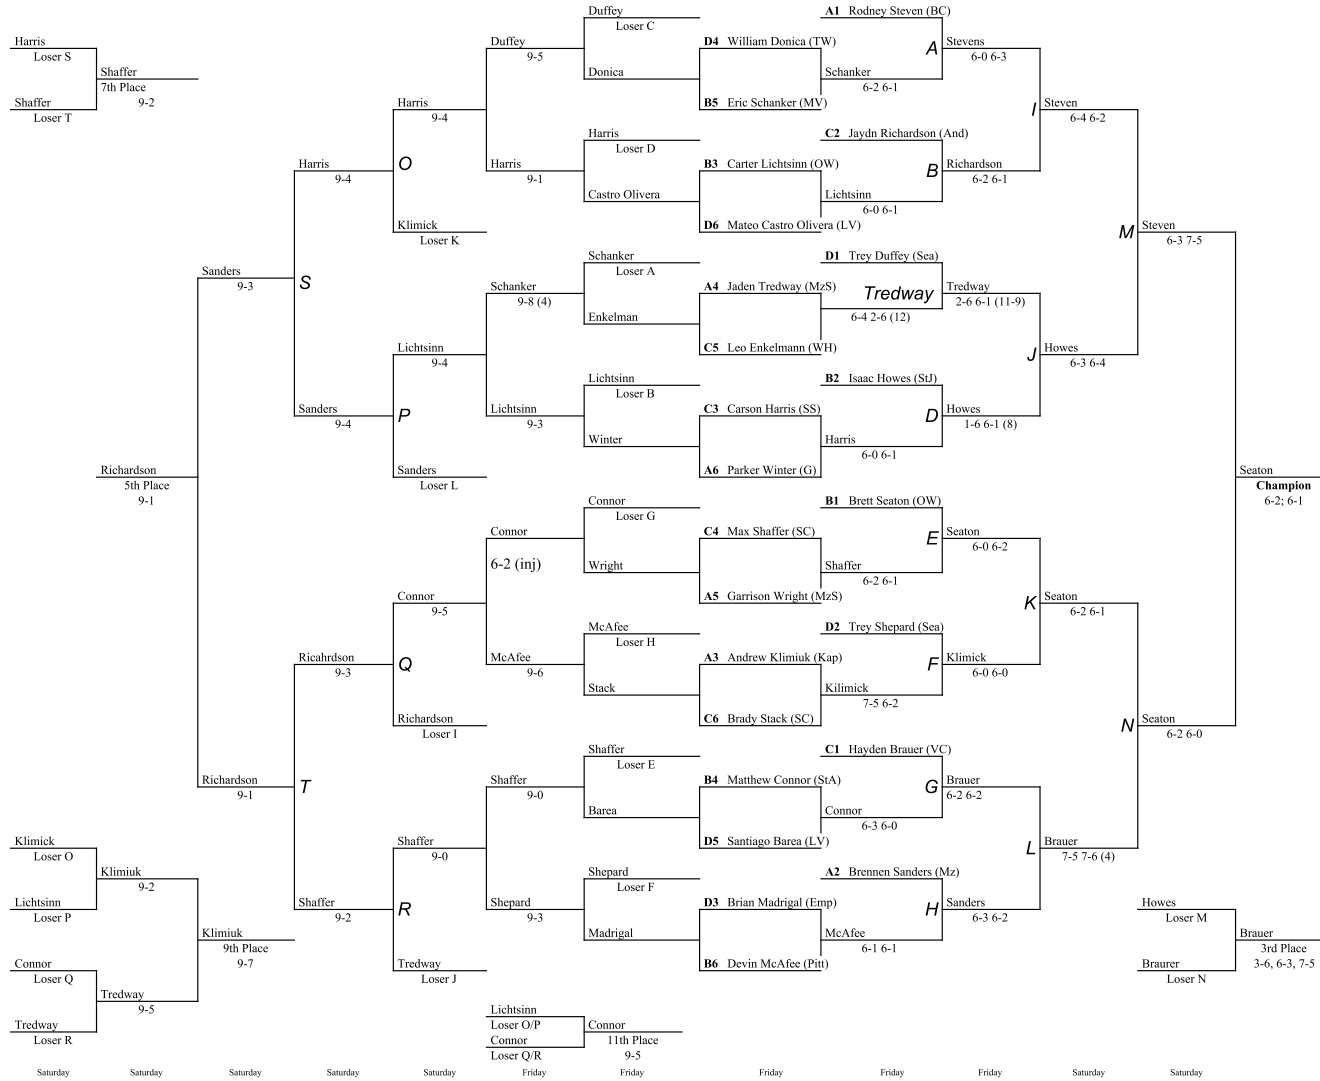 Harris
Loser S
Shaffer
7th Place
9-2
Shaffer
Loser T
Duffey
Loser C
Duffey
9-5
Donica
Harris
9-4
Harris
Loser D
Harris
9-1
Castro Olivera
Harris
9-4
O
Klimick
Loser K
Sanders
9-3
S
Schanker
Loser A
Schanker
9-8 (4)
Enkelman
Lichtsinn
9-4
Lichtsinn
Loser B
Lichtsinn
9-3
Winter
Sanders
9-4
P
Sanders
Loser L
Richardson
5th Place
9-1
Connor
Loser G
Connor
6-2 (inj)
Wright
Connor
9-5
McAfee
Loser H
McAfee
9-6
Stack
Ricahrdson
9-3
Q
Richardson
Loser I
Richardson
9-1
T
Shaffer
Loser E
Shaffer
9-0
Barea
Shaffer
9-0
Shepard
Loser F
Shepard
9-3
Madrigal
Shaffer
9-2
R
Tredway
Loser J
A1 Rodney Steven (BC)
D4 William Donica (TW)
A
Stevens
6-0 6-3
Schanker
6-2 6-1
B5 Eric Schanker (MV)
I
Steven
6-4 6-2
C2 Jaydn Richardson (And)
B3 Carter Lichtsinn (OW)
B
Richardson
6-2 6-1
Lichtsinn
6-0 6-1
D6 Mateo Castro Olivera (LV)
M
Steven
6-3 7-5
D1 Trey Duffey (Sea)
A4 Jaden Tredway (MzS)
Tredway
Tredway
2-6 6-1 (11-9)
6-4 2-6 (12)
C5 Leo Enkelmann (WH)
J
Howes
6-3 6-4
B2 Isaac Howes (StJ)
C3 Carson Harris (SS)
D
Howes
1-6 6-1 (8)
Harris
6-0 6-1
A6 Parker Winter (G)
Seaton
Champion
6-2; 6-1
B1 Brett Seaton (OW)
C4 Max Shaffer (SC)
E
Seaton
6-0 6-2
Shaffer
6-2 6-1
A5 Garrison Wright (MzS)
K
Seaton
6-2 6-1
D2 Trey Shepard (Sea)
A3 Andrew Klimiuk (Kap)
F
Klimick
6-0 6-0
Kilimick
7-5 6-2
C6 Brady Stack (SC)
N
Seaton
6-2 6-0
C1 Hayden Brauer (VC)
B4 Matthew Connor (StA)
G
Brauer
6-2 6-2
Connor
6-3 6-0
D5 Santiago Barea (LV)
L
Brauer
7-5 7-6 (4)
A2 Brennen Sanders (Mz)
D3 Brian Madrigal (Emp)
H
Sanders
6-3 6-2
McAfee
6-1 6-1
B6 Devin McAfee (Pitt)
Howes
Loser M
Brauer
3rd Place
3-6, 6-3, 7-5
Braurer
Loser N
Klimick
Loser O
Klimiuk
9-2
Lichtsinn
Loser P
Klimiuk
9th Place
9-7
Connor
Loser Q
Tredway
9-5
Tredway
Loser R
Lichtsinn
Loser O/P
Connor
11th Place
9-5
Connor
Loser Q/R
Saturday Saturday Saturday Saturday Saturday Friday Friday Friday Friday Friday Saturday Saturday